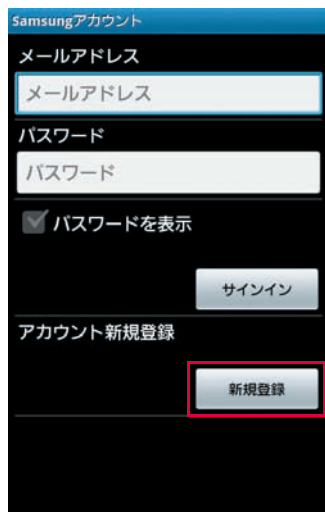 Samsungアカウント
メールアドレス
メールアドレス
パスワード
パスワード
パスワードを表示
サインイン
アカウント新規登録
新規登録